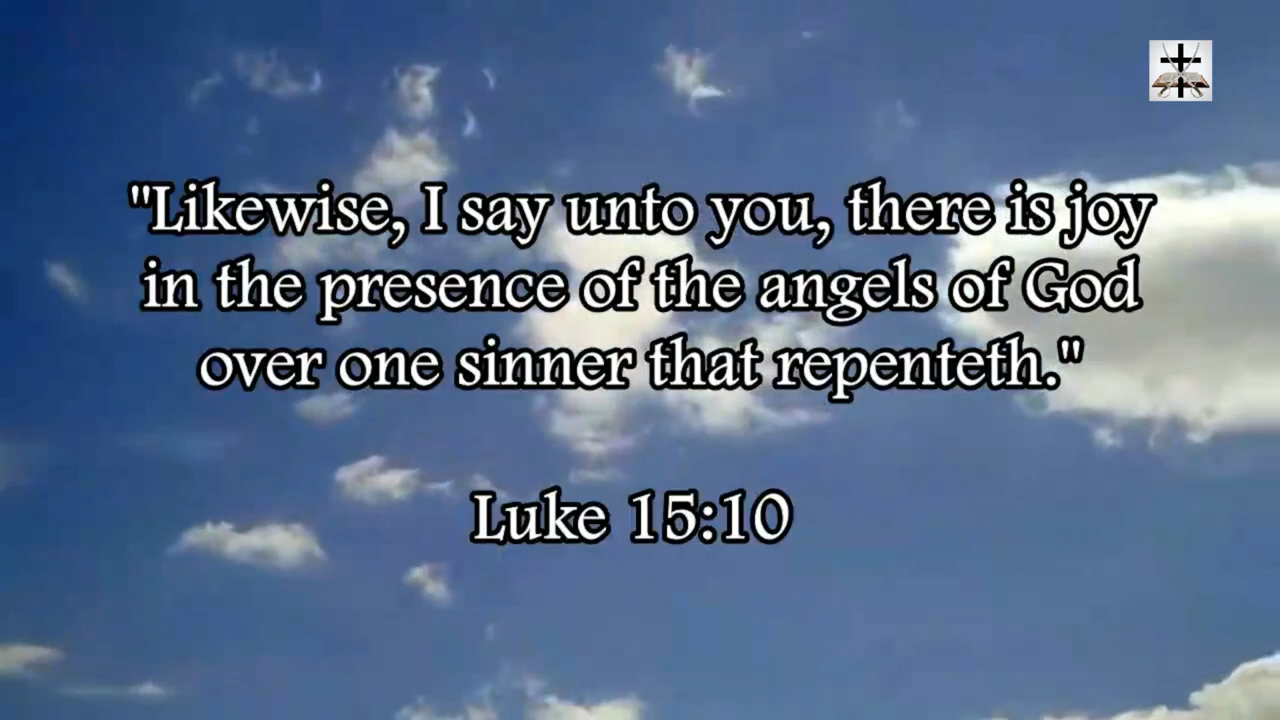 "Likewise, I say unto you, there is joy
in the presence of the angels of God
over one sinner that repenteth."
Luke 15:10